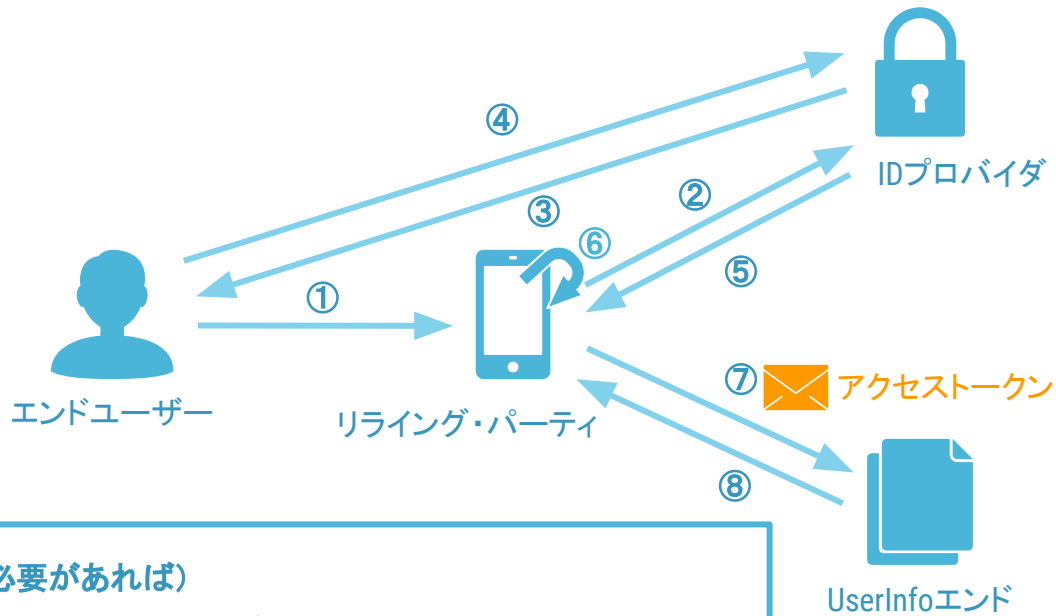 ④
IDプロバイダ
②
③
⑥
⑤
①
⑦ アクセストークン
エンドユーザー
リライング・パーティ
⑧
必要があれば）
UserInfoエンド